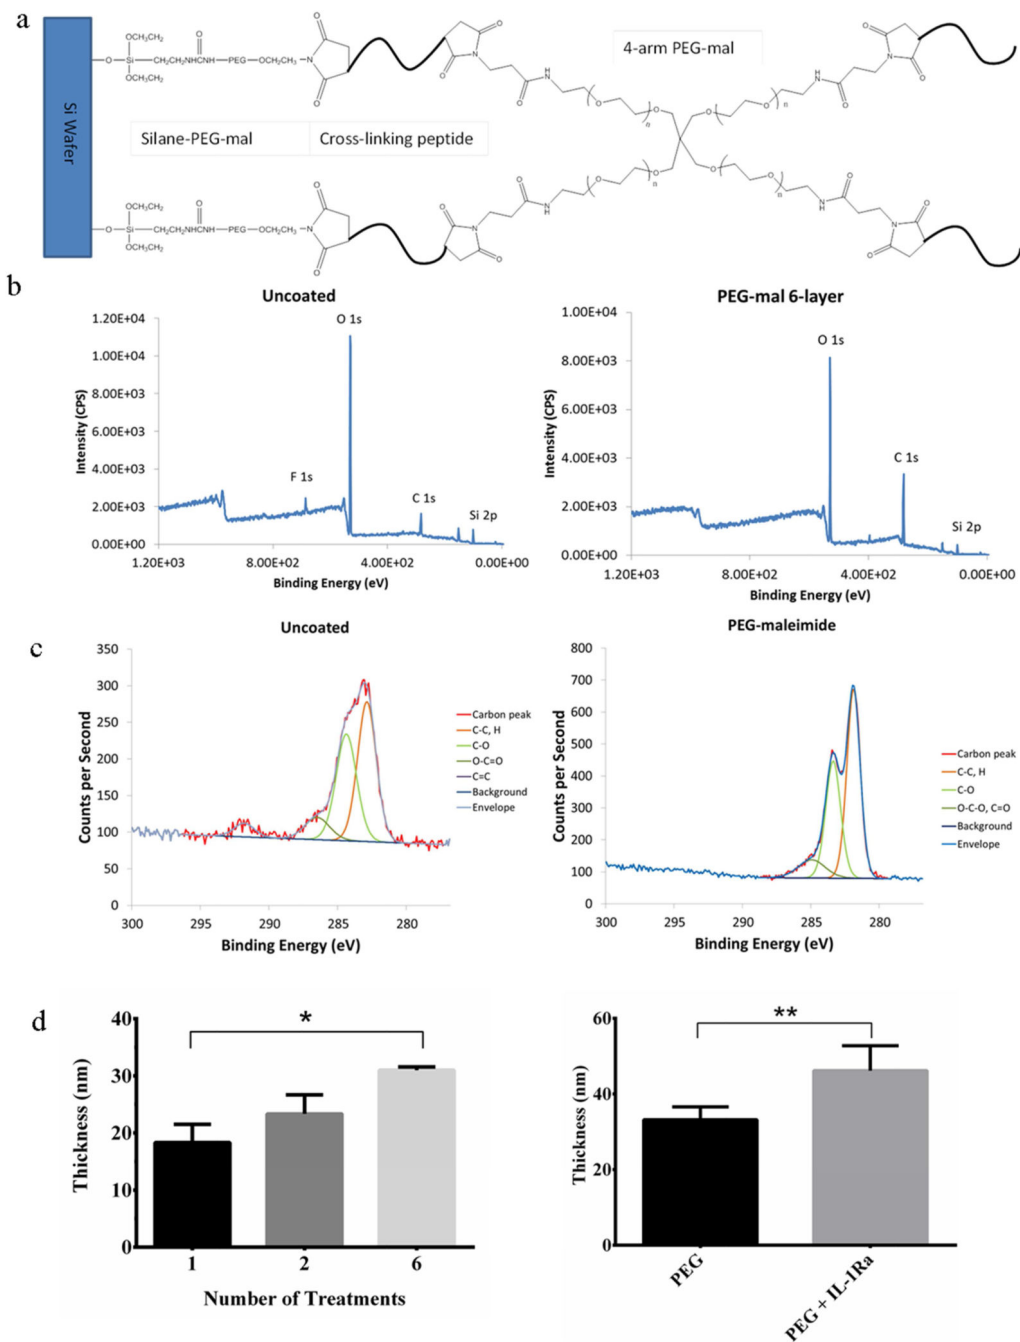 a
Si Wafer
OCH₂CH₃
O
Si
CH₂CH₂NHCNH
PEG
OCH₂CH₂
N
O
O
4-arm PEG-mal
Silane-PEG-mal
Cross-linking peptide
b
Uncoated
Intensity (CPS)
1.20E+04
1.00E+04
8.00E+03
6.00E+03
4.00E+03
2.00E+03
0.00E+00
O 1s
F 1s
C 1s
Si 2p
1.20E+03
8.00E+02
4.00E+02
0.00E+00
Binding Energy (eV)
PEG-mal 6-layer
Intensity (CPS)
1.00E+04
8.00E+03
6.00E+03
4.00E+03
2.00E+03
0.00E+00
O 1s
C 1s
Si 2p
1.20E+03
8.00E+02
4.00E+02
0.00E+00
Binding Energy (eV)
c
Uncoated
Counts per Second
350
300
250
200
150
100
50
0
300
295
290
285
280
Binding Energy (eV)
Carbon peak
C-C, H
C-O
O-C=O
C=C
Background
Envelope
PEG-maleimide
Counts per Second
800
700
600
500
400
300
200
100
0
300
295
290
285
280
Binding Energy (eV)
Carbon peak
C-C, H
C-O
O-C-O, C=O
Background
Envelope
d
Thickness (nm)
40
30
20
10
0
*
1
2
6
Number of Treatments
Thickness (nm)
60
40
20
0
**
PEG
PEG + IL-1Ra